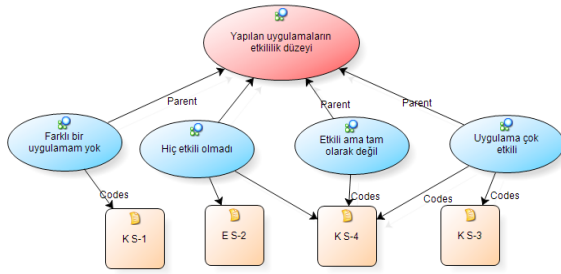 Yapılan uygulamaların
etkililik düzeyi
Parent
Parent
Parent
Farklı bir
uygulamam yok
Hiç etkili olmadı
Etkili ama tam
olarak değil
Uygulama çok
etkili
Codes
Codes
Codes
Codes
K S-1
E S-2
K S-4
K S-3